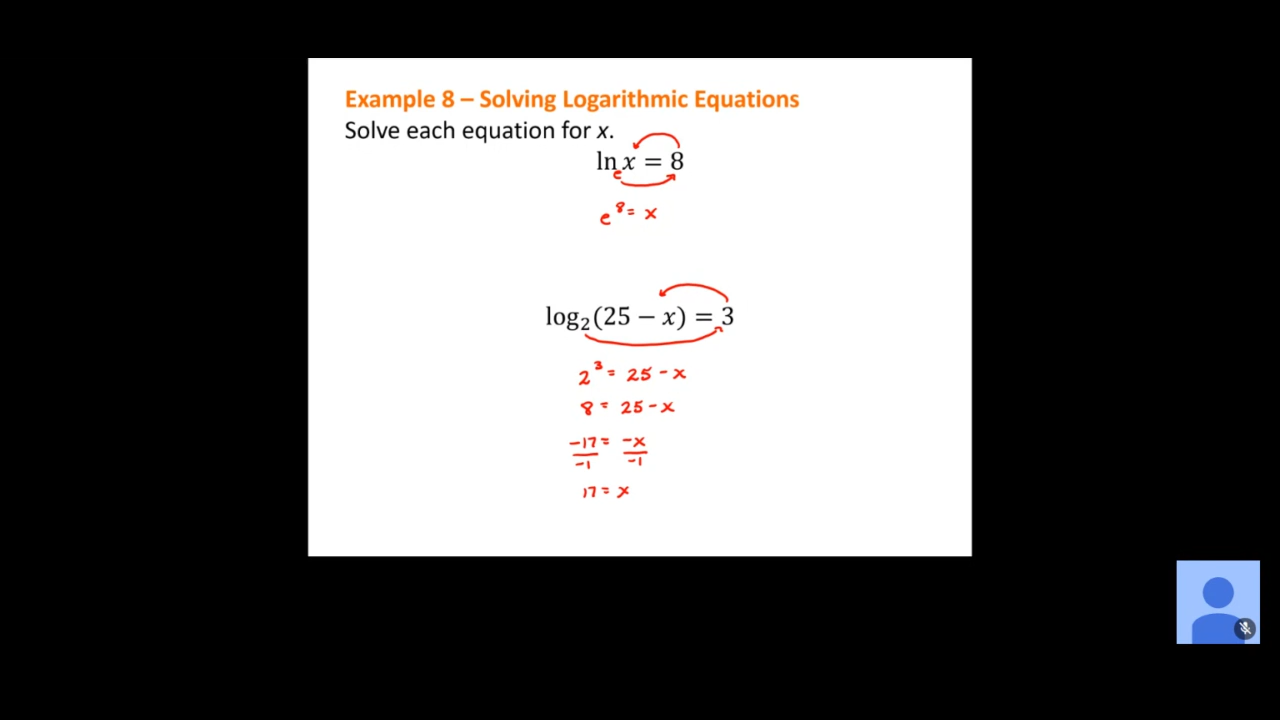 Example 8 – Solving Logarithmic Equations
Solve each equation for x.
ln x = 8
e
e⁸ = x
log₂(25 − x) = 3
2³ = 25 - x
8 = 25 - x
-17 = -x
-1 -1
17 = x